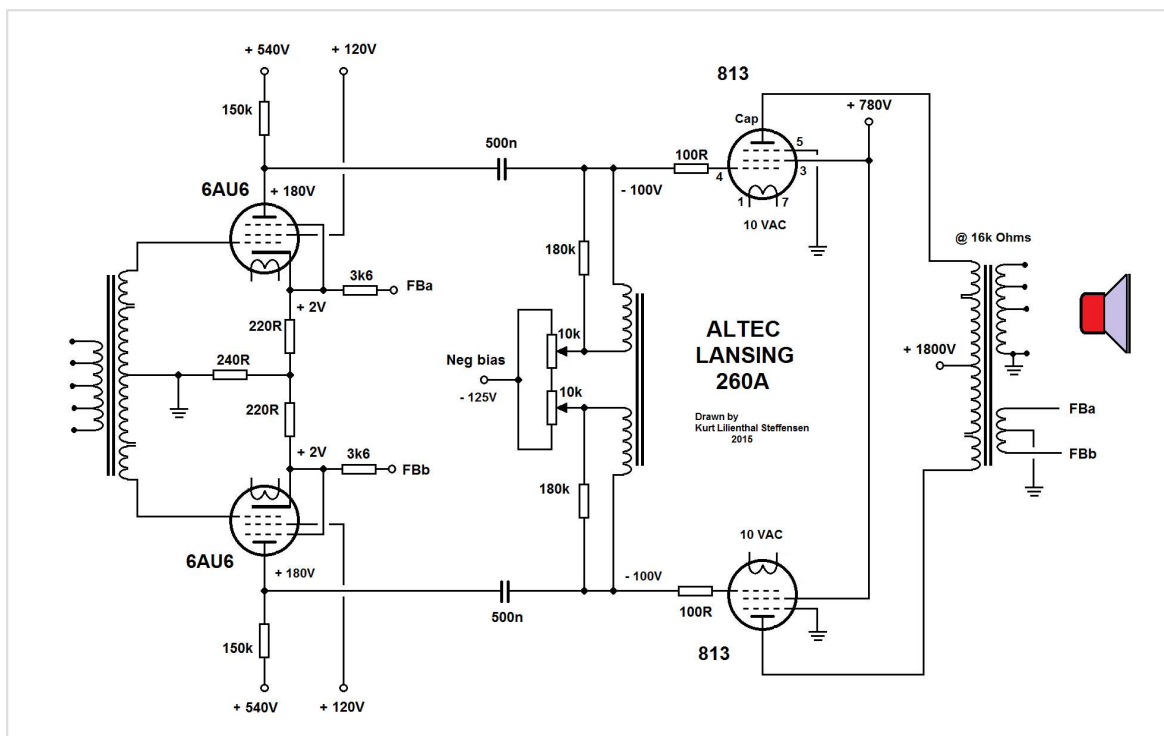 + 540V
+ 120V
150k
6AU6
+ 180V
3k6
FBa
+ 2V
220R
240R
220R
+ 2V
3k6
FBb
6AU6
+ 180V
150k
+ 540V
+ 120V
500n
- 100V
180k
10k
Neg bias
- 125V
10k
180k
- 100V
500n
100R
813
Cap
+ 780V
5
4
3
1
7
10 VAC
ALTEC
LANSING
260A
Drawn by
Kurt Lilienthal Steffensen
2015
@ 16k Ohms
+ 1800V
FBa
FBb
10 VAC
100R
813